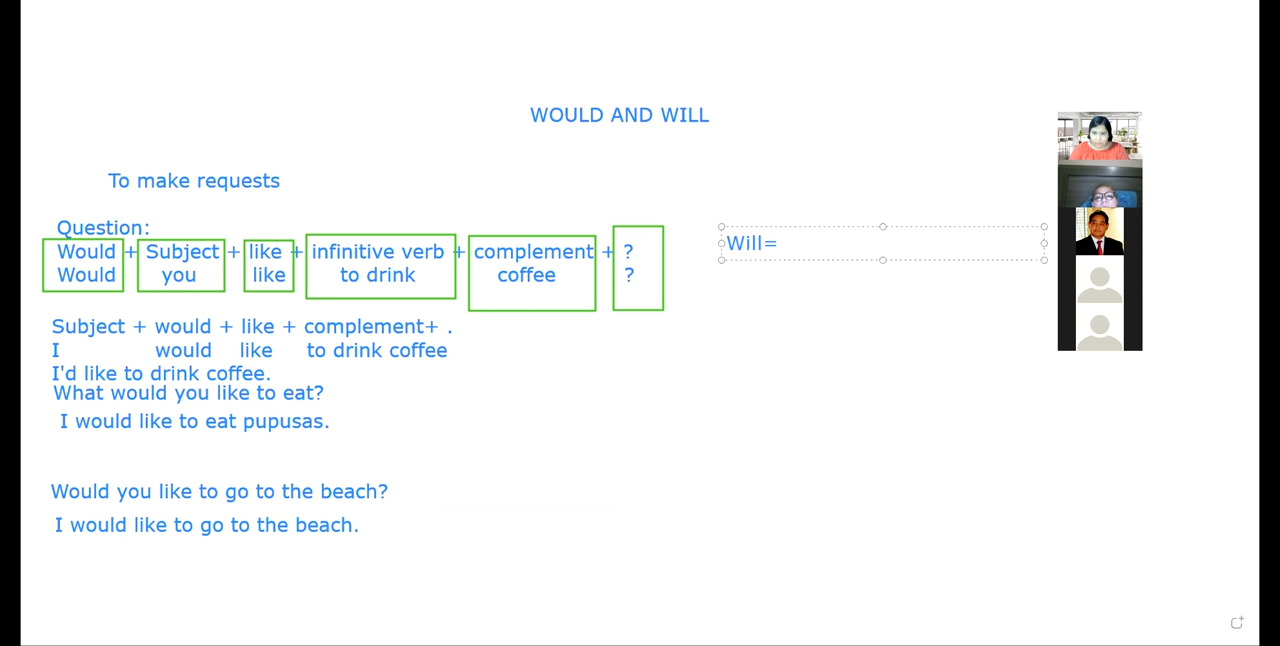 WOULD AND WILL
To make requests
Question:
Would + Subject + like + infinitive verb + complement + ?
Would you like to drink coffee ?
Subject + would + like + complement+ .
I would like to drink coffee
I'd like to drink coffee.
What would you like to eat?
I would like to eat pupusas.
Would you like to go to the beach?
I would like to go to the beach.
Will=